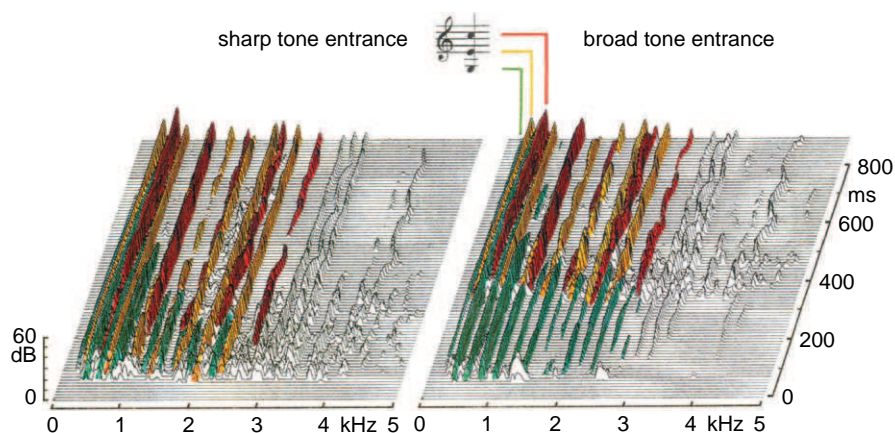 sharp tone entrance
broad tone entrance
800
ms
600
400
200
0
60
dB
0
0 1 2 3 kHz 4 5
0 1 2 3 kHz 4 5